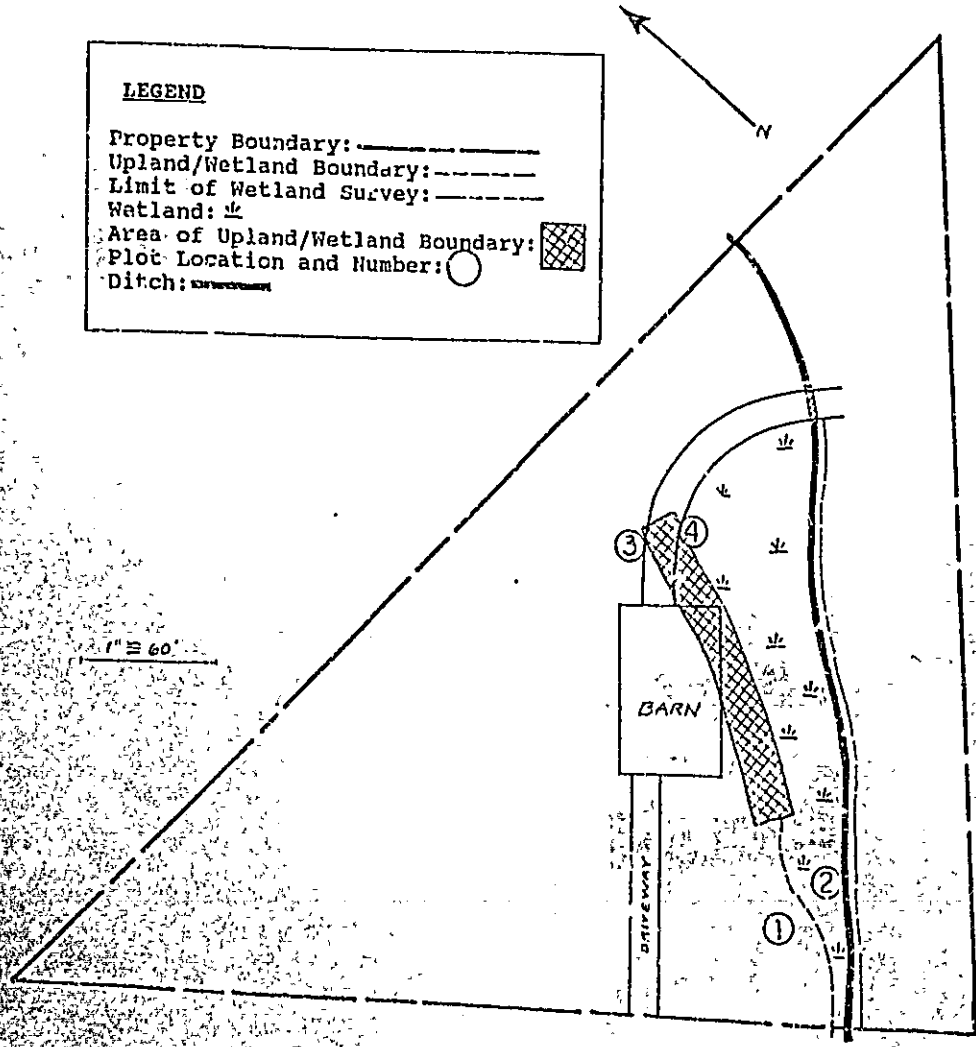 LEGEND
Property Boundary:
Upland/Wetland Boundary:
Limit of Wetland Survey:
Watland:
Area of Upland/Wetland Boundary:
Plot Location and Number:
Ditch:
N
3
4
1" ≅ 60'
BARN
DRIVEWAY
2
1